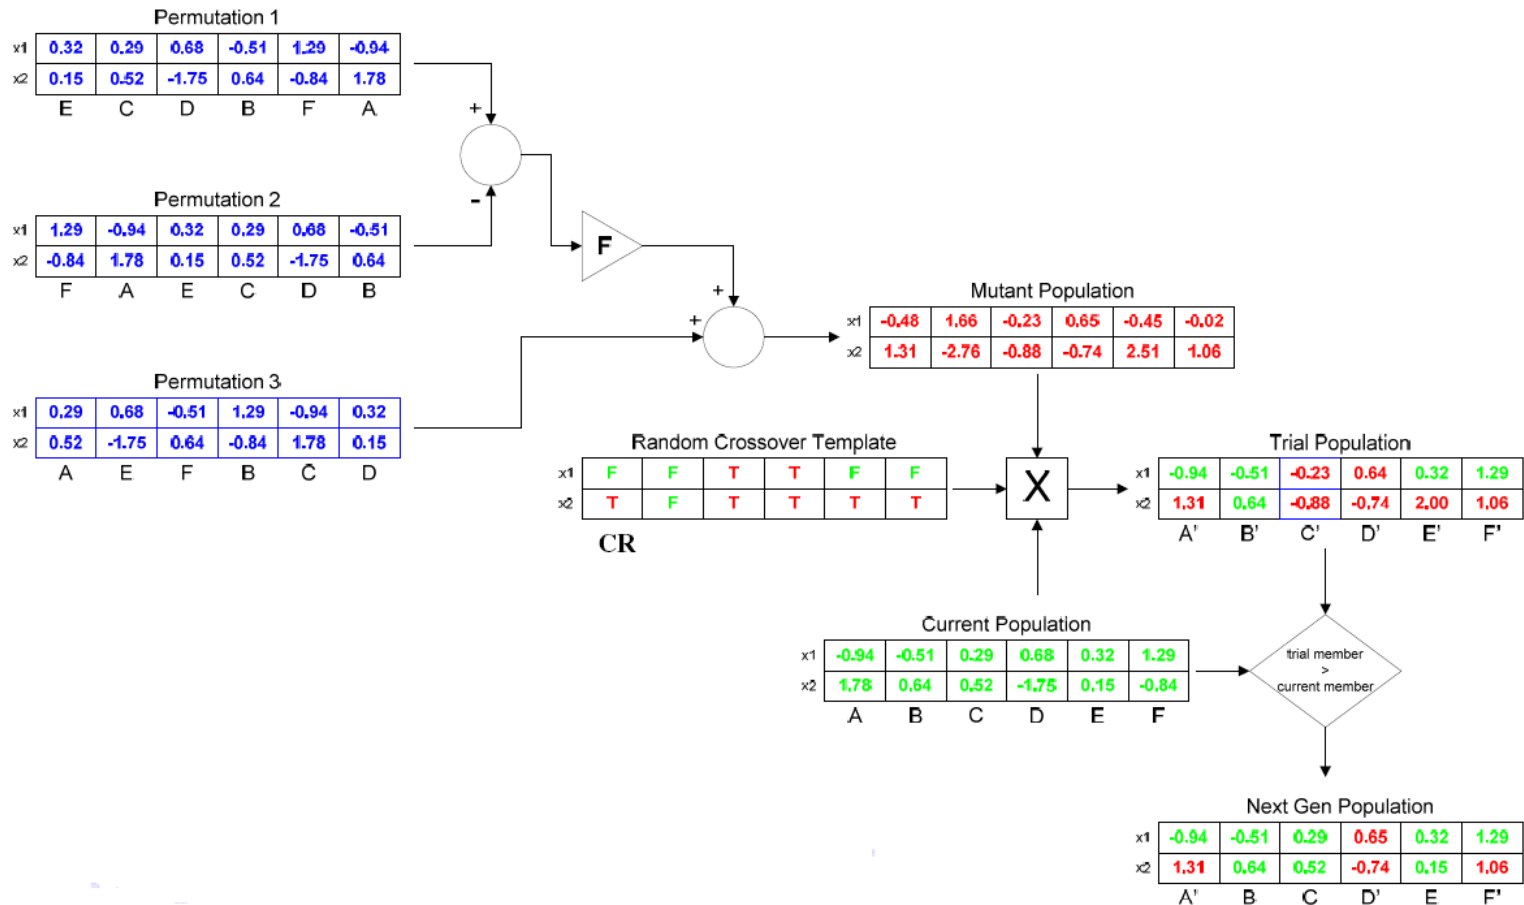 Permutation 1
x1 0.32 0.29 0.68 -0.51 1.29 -0.94
x2 0.15 0.52 -1.75 0.64 -0.84 1.78
E C D B F A
+
-
Permutation 2
x1 1.29 -0.94 0.32 0.29 0.68 -0.51
x2 -0.84 1.78 0.15 0.52 -1.75 0.64
F A E C D B
F
+
+
Mutant Population
x1 -0.48 1.66 -0.23 0.65 -0.45 -0.02
x2 1.31 -2.76 -0.88 -0.74 2.51 1.06
Permutation 3
x1 0.29 0.68 -0.51 1.29 -0.94 0.32
x2 0.52 -1.75 0.64 -0.84 1.78 0.15
A E F B C D
Random Crossover Template
x1 F F T T F F
x2 T F T T T T
CR
X
Trial Population
x1 -0.94 -0.51 -0.23 0.64 0.32 1.29
x2 1.31 0.64 -0.88 -0.74 2.00 1.06
A' B' C' D' E' F'
Current Population
x1 -0.94 -0.51 0.29 0.68 0.32 1.29
x2 1.78 0.64 0.52 -1.75 0.15 -0.84
A B C D E F
trial member
>
current member
Next Gen Population
x1 -0.94 -0.51 0.29 0.65 0.32 1.29
x2 1.31 0.64 0.52 -0.74 0.15 1.06
A' B C D' E F'